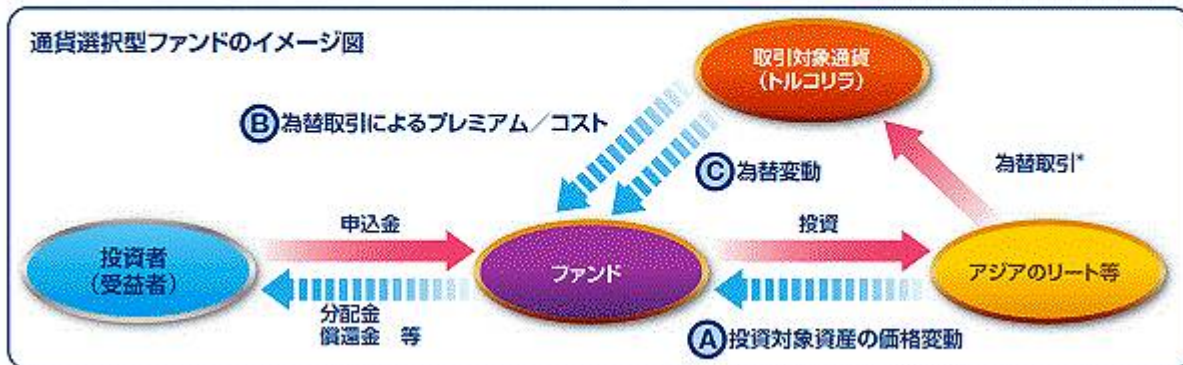 通貨選択型ファンドのイメージ図
取引対象通貨
（トルコリラ）
Ⓑ為替取引によるプレミアム／コスト
Ⓒ為替変動
為替取引*
申込金
投資
投資者
（受益者）
ファンド
アジアのリート等
分配金
償還金 等
Ⓐ投資対象資産の価格変動